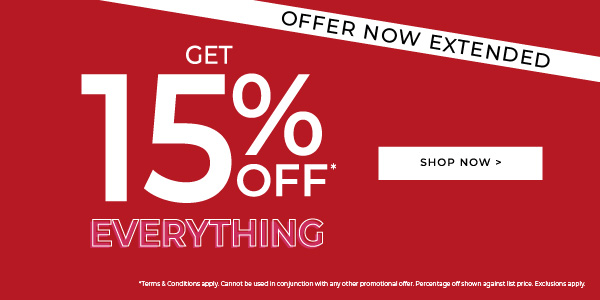 OFFER NOW EXTENDED
GET
15%
OFF*
EVERYTHING
SHOP NOW >
*Terms & Conditions apply. Cannot be used in conjunction with any other promotional offer. Percentage off shown against list price. Exclusions apply.